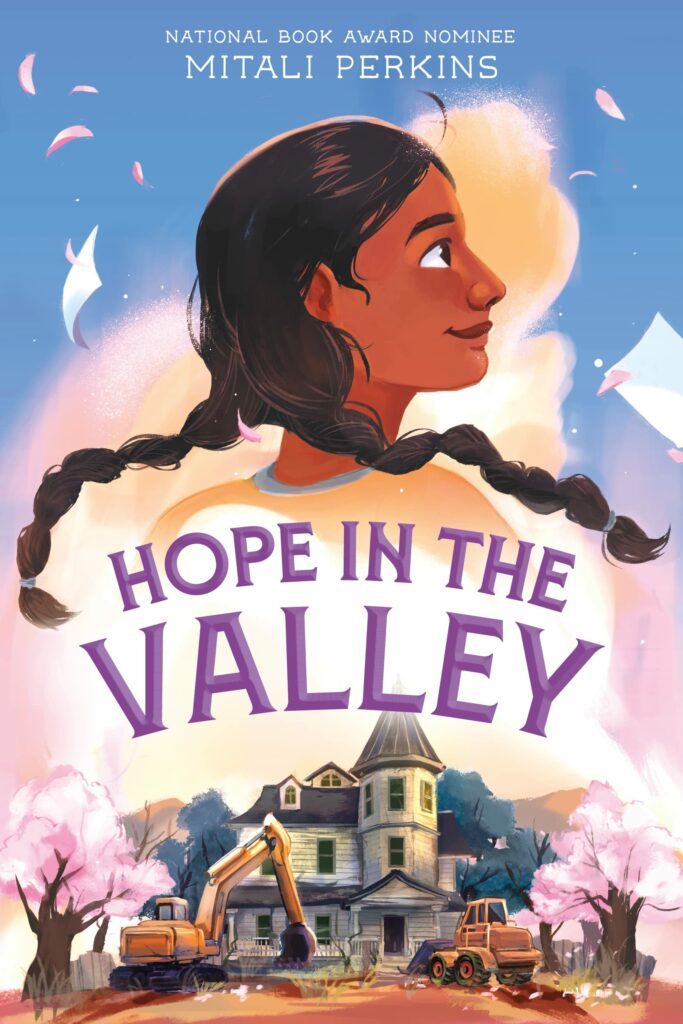 NATIONAL BOOK AWARD NOMINEE
MITALI PERKINS
HOPE IN THE
VALLEY